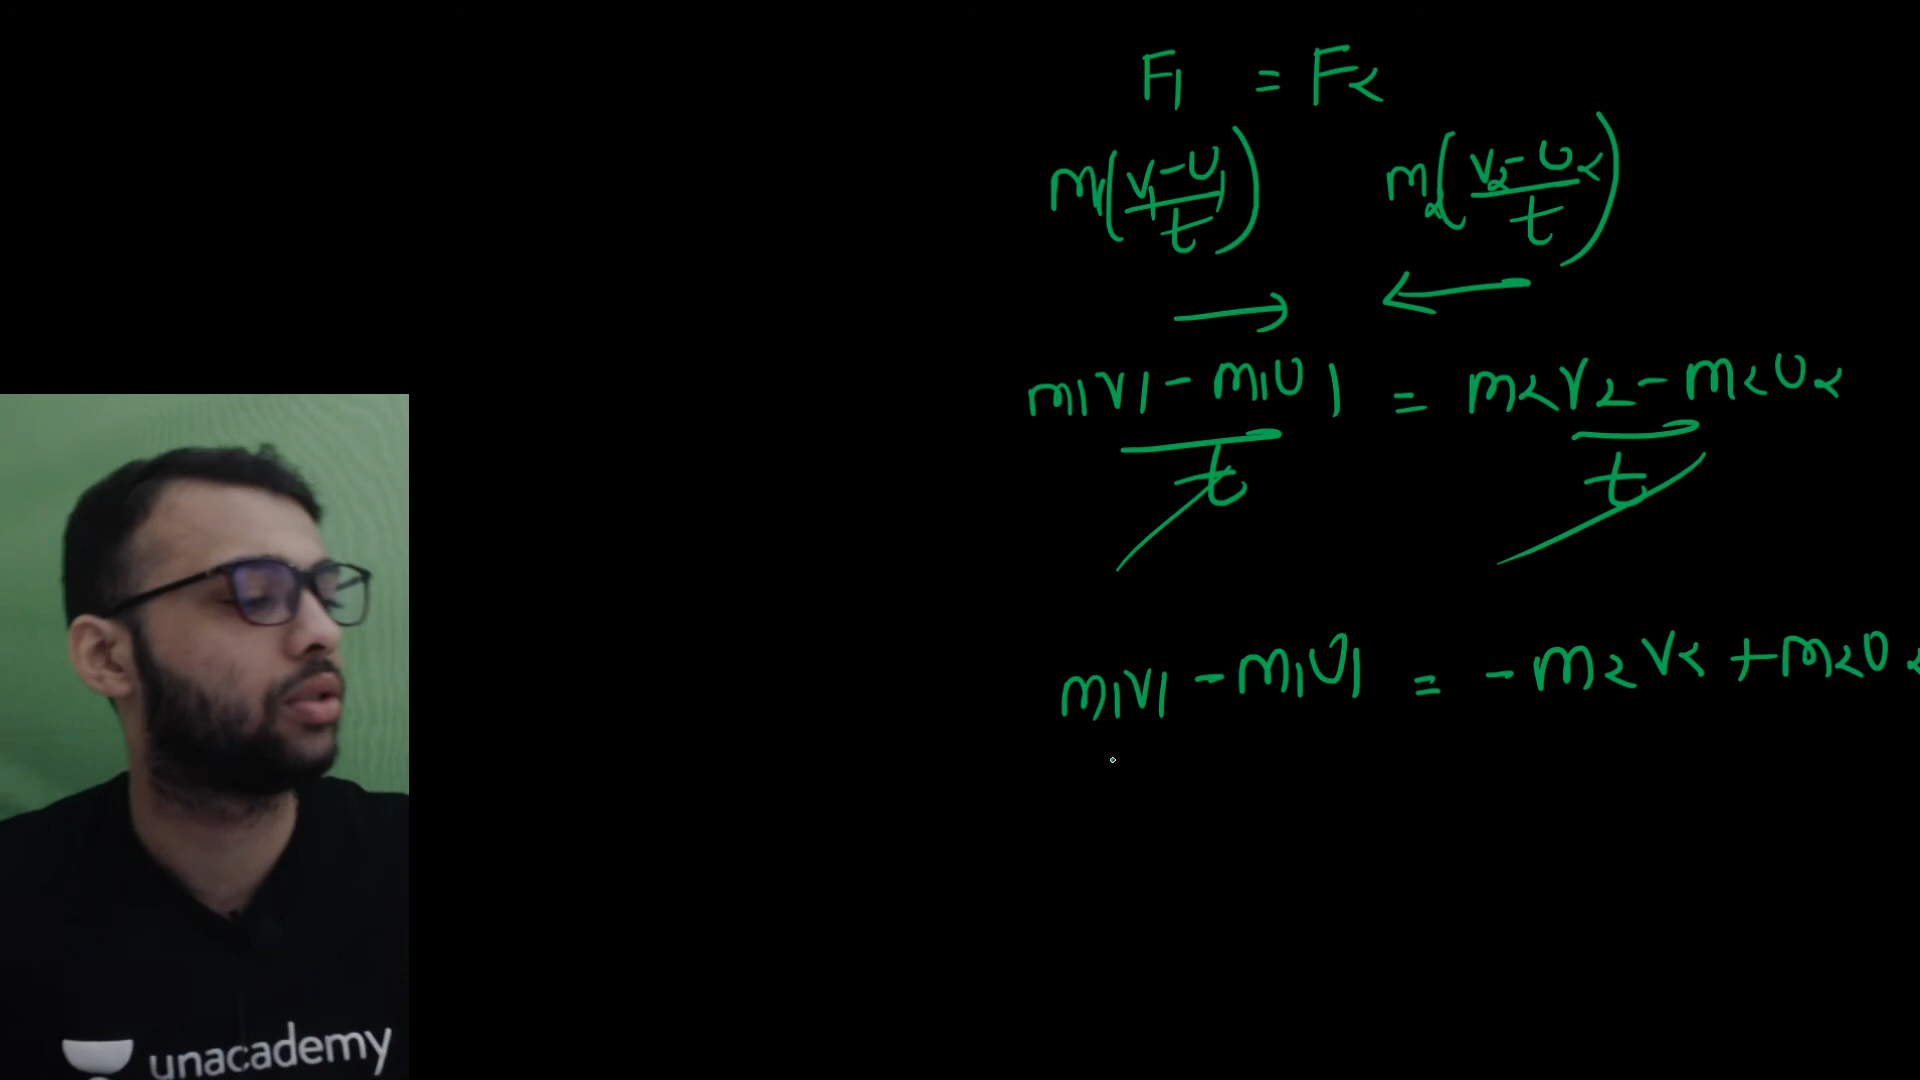 F1 = F2
m1(v1-u1/t) m2(v2-u2/t)
m1v1 - m1u1 = m2v2 - m2u2
t t
m1v1 - m1u1 = - m2v2 + m2u2
unacademy